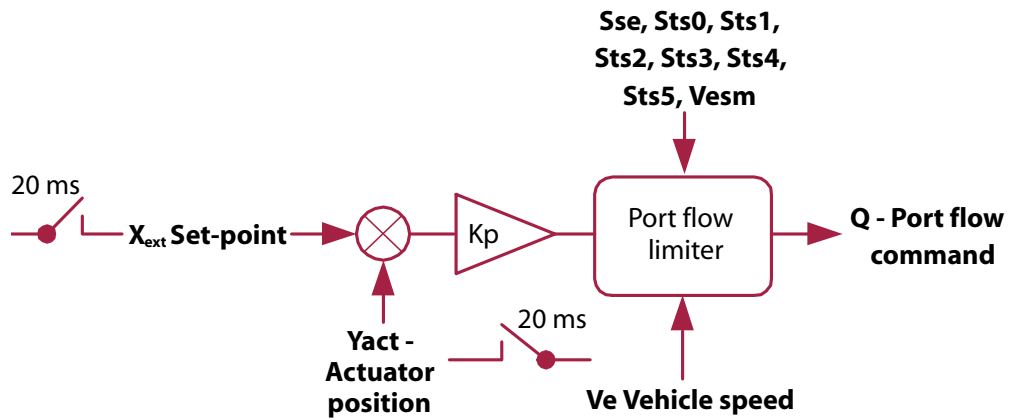 Sse, Sts0, Sts1,
Sts2, Sts3, Sts4,
Sts5, Vesm
20 ms
Xext Set-point
Kp
Port flow
limiter
Q - Port flow
command
20 ms
Yact -
Actuator
position
Ve Vehicle speed